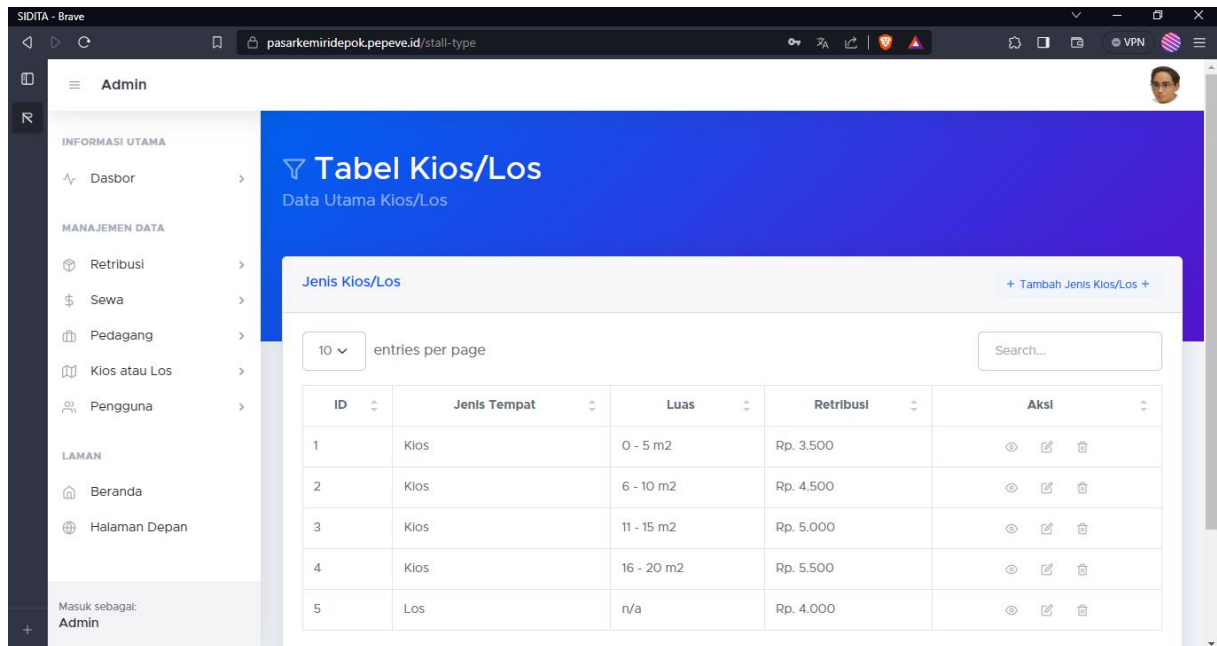 SIDITA - Brave
pasarkemiridepok.pepeve.id/stall-type
VPN
Admin
INFORMASI UTAMA
Dasbor
MANAJEMEN DATA
Retribusi
Sewa
Pedagang
Kios atau Los
Pengguna
LAMAN
Beranda
Halaman Depan
Masuk sebagai:
Admin
Tabel Kios/Los
Data Utama Kios/Los
Jenis Kios/Los
+ Tambah Jenis Kios/Los +
10 entries per page
Search...
ID Jenis Tempat Luas Retribusi Aksi
1 Kios 0 - 5 m2 Rp. 3.500
2 Kios 6 - 10 m2 Rp. 4.500
3 Kios 11 - 15 m2 Rp. 5.000
4 Kios 16 - 20 m2 Rp. 5.500
5 Los n/a Rp. 4.000